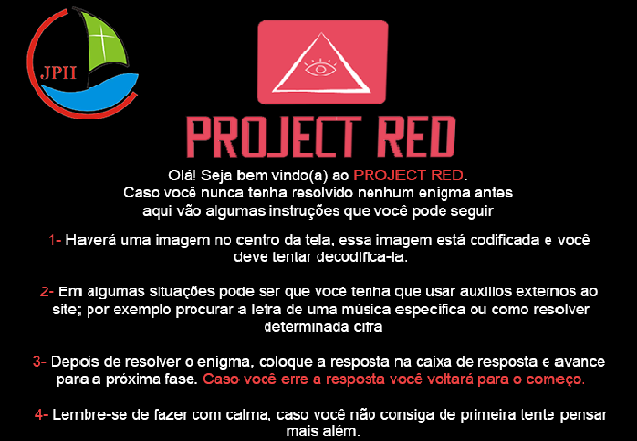 JPII
PROJECT RED
Olá! Seja bem vindo(a) ao PROJECT RED.
Caso você nunca tenha resolvido nenhum enigma antes
aqui vão algumas instruções que você pode seguir
1- Haverá uma imagem no centro da tela, essa imagem está codificada e você
deve tentar decodifica-la.
2- Em algumas situações pode ser que você tenha que usar auxilios externos ao
site; por exemplo procurar a letra de uma música especifica ou como resolver
determinada cifra
3- Depois de resolver o enigma, coloque a resposta na caixa de resposta e avance
para a próxima fase. Caso você erre a resposta você voltará para o começo.
4- Lembre-se de fazer com calma, caso você não consiga de primeira tente pensar
mais além.